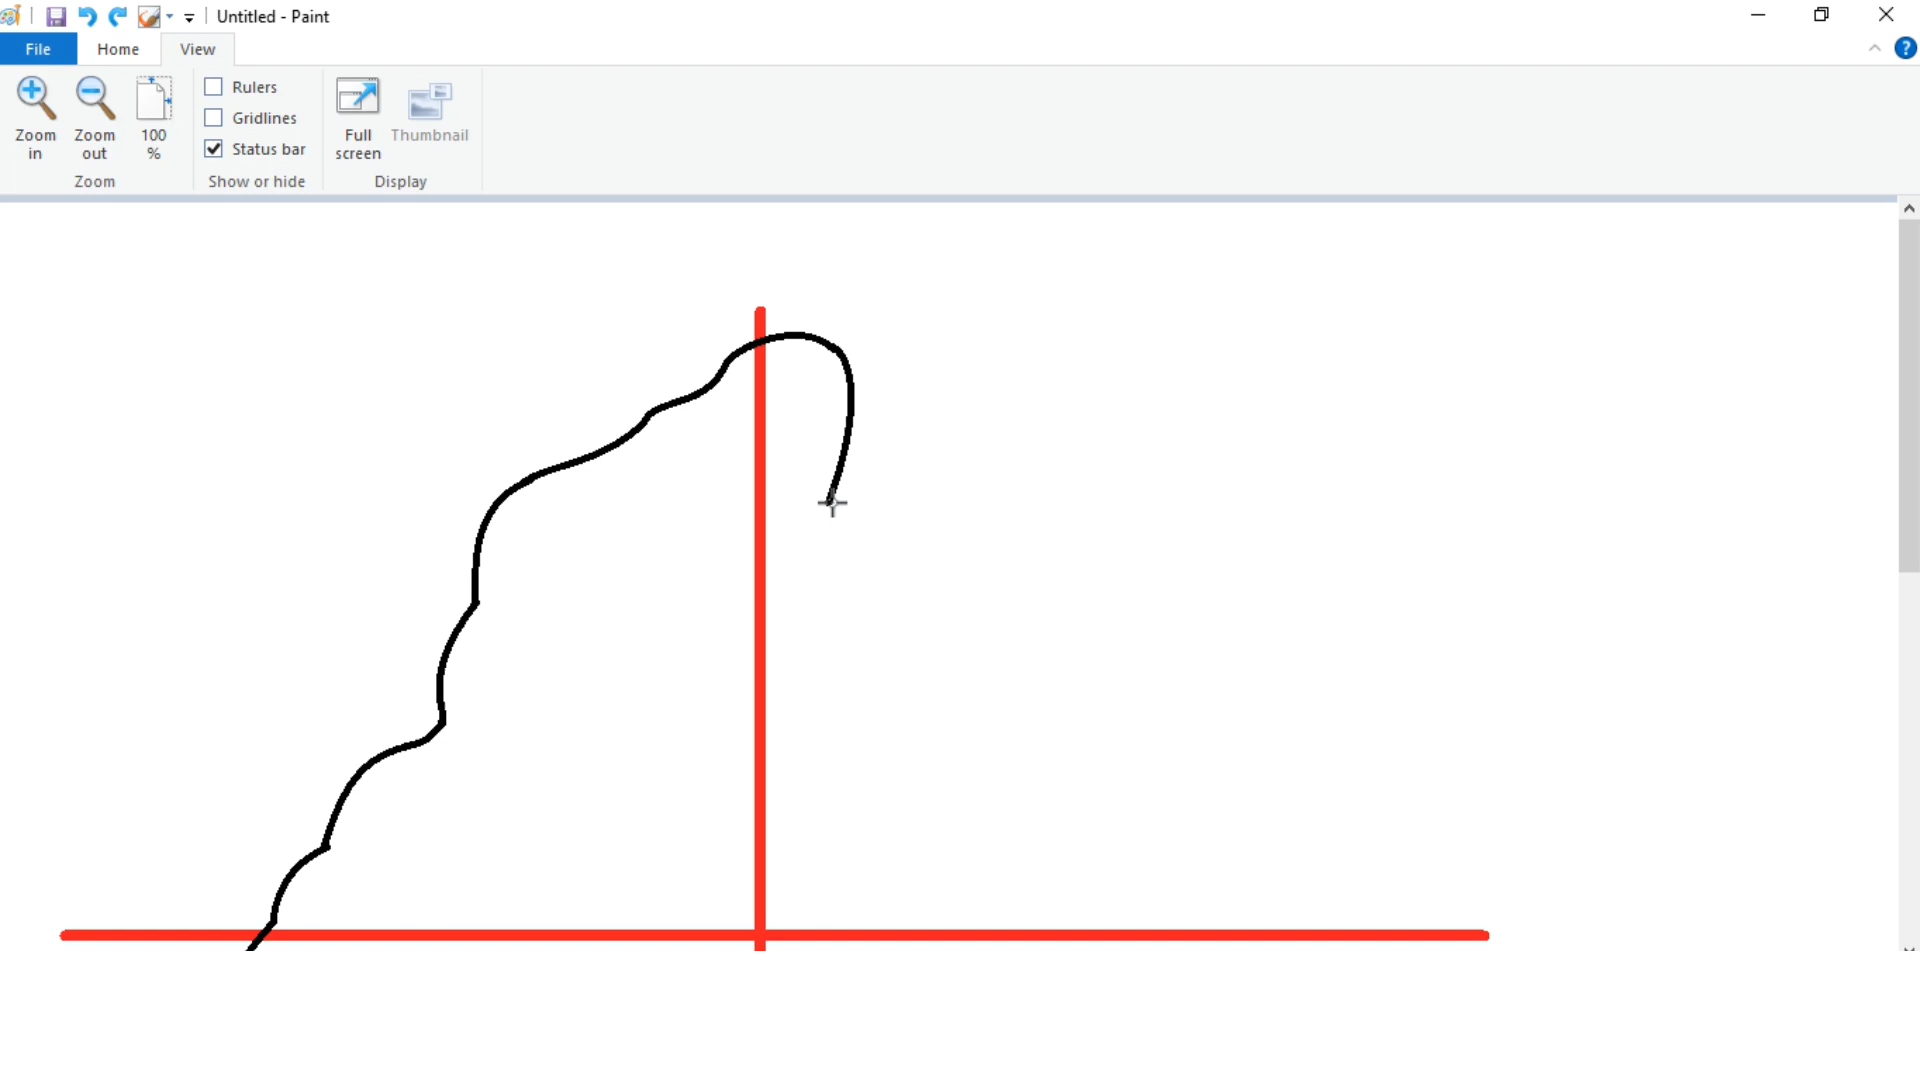 Untitled - Paint
File Home View
?
Zoom in
Zoom out
100 %
Zoom
Rulers
Gridlines
Status bar
Show or hide
Full screen
Thumbnail
Display